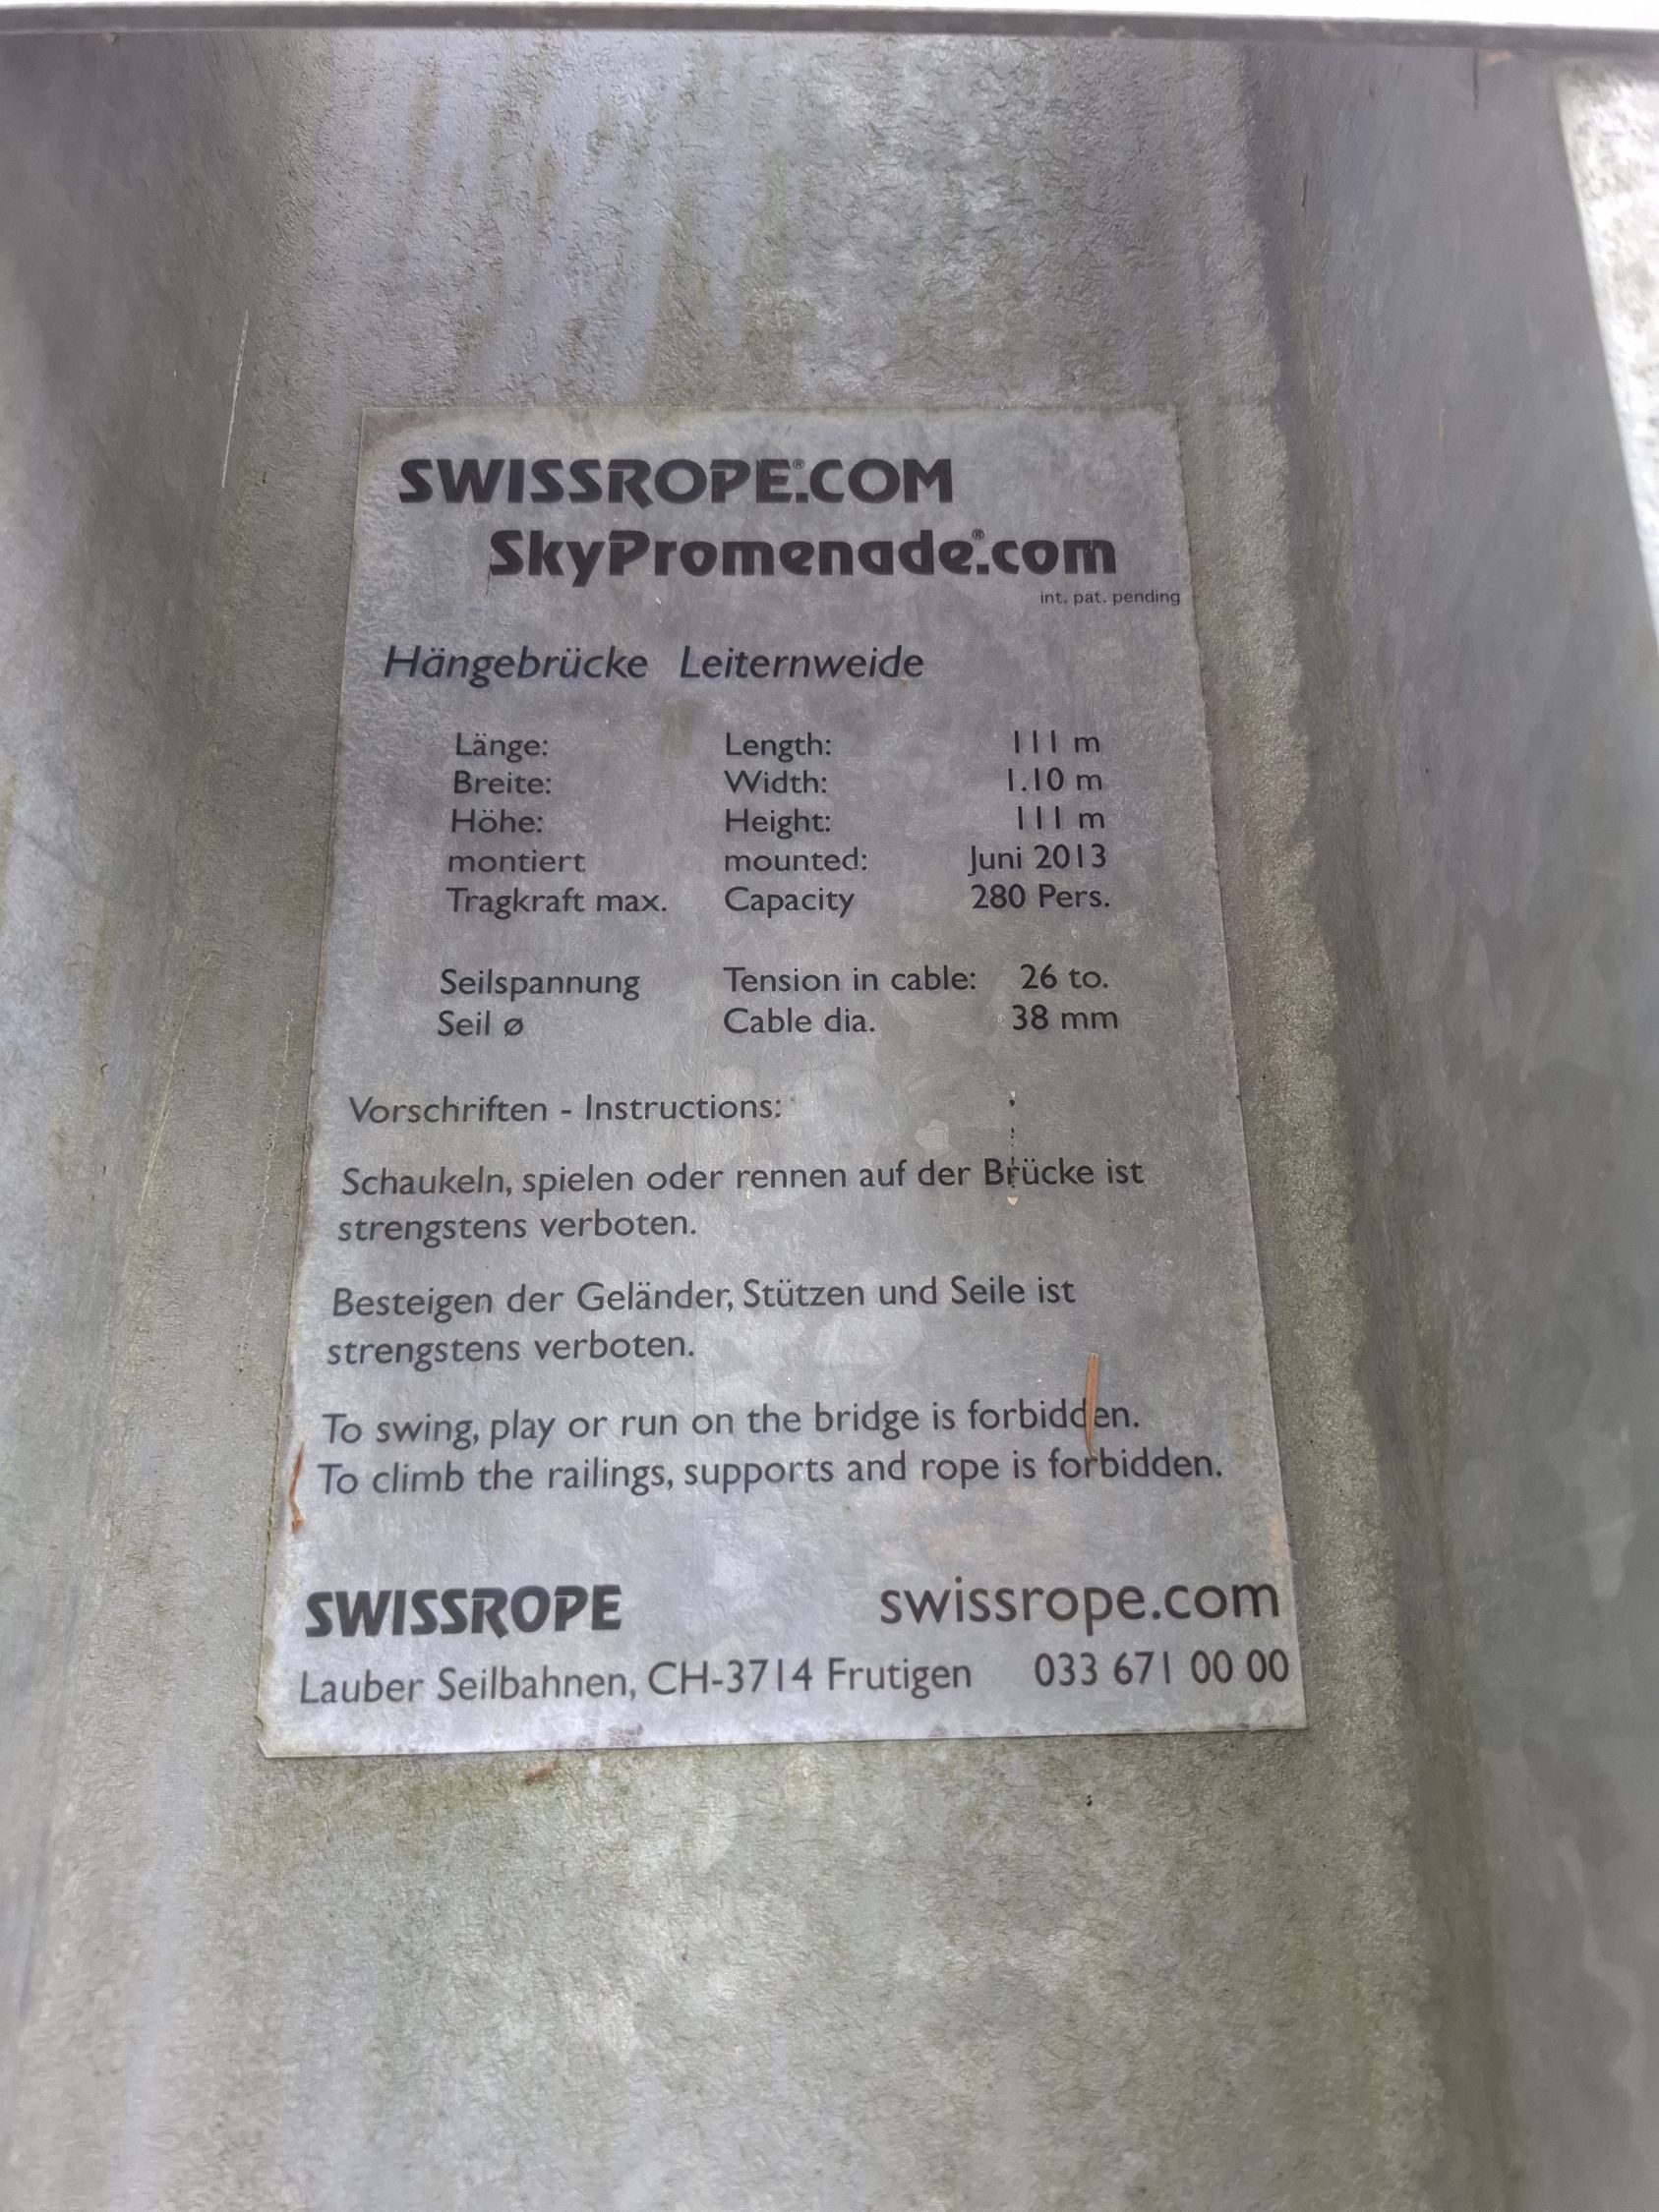 SWISSROPE®.COM
SkyPromenade®.com
int. pat. pending
Hängebrücke Leiternweide
Länge: Length: 111 m
Breite: Width: 1.10 m
Höhe: Height: 111 m
montiert mounted: Juni 2013
Tragkraft max. Capacity 280 Pers.
Seilspannung Tension in cable: 26 to.
Seil ø Cable dia. 38 mm
Vorschriften - Instructions:
Schaukeln, spielen oder rennen auf der Brücke ist
strengstens verboten.
Besteigen der Geländer, Stützen und Seile ist
strengstens verboten.
To swing, play or run on the bridge is forbidden.
To climb the railings, supports and rope is forbidden.
SWISSROPE swissrope.com
Lauber Seilbahnen, CH-3714 Frutigen 033 671 00 00